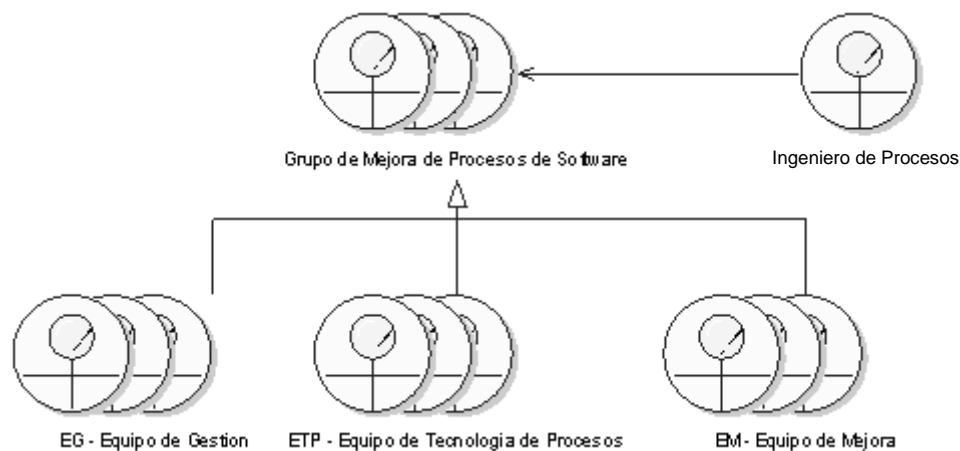 Grupo de Mejora de Procesos de Software
Ingeniero de Procesos
EG - Equipo de Gestion
ETP - Equipo de Tecnologia de Procesos
EM - Equipo de Mejora